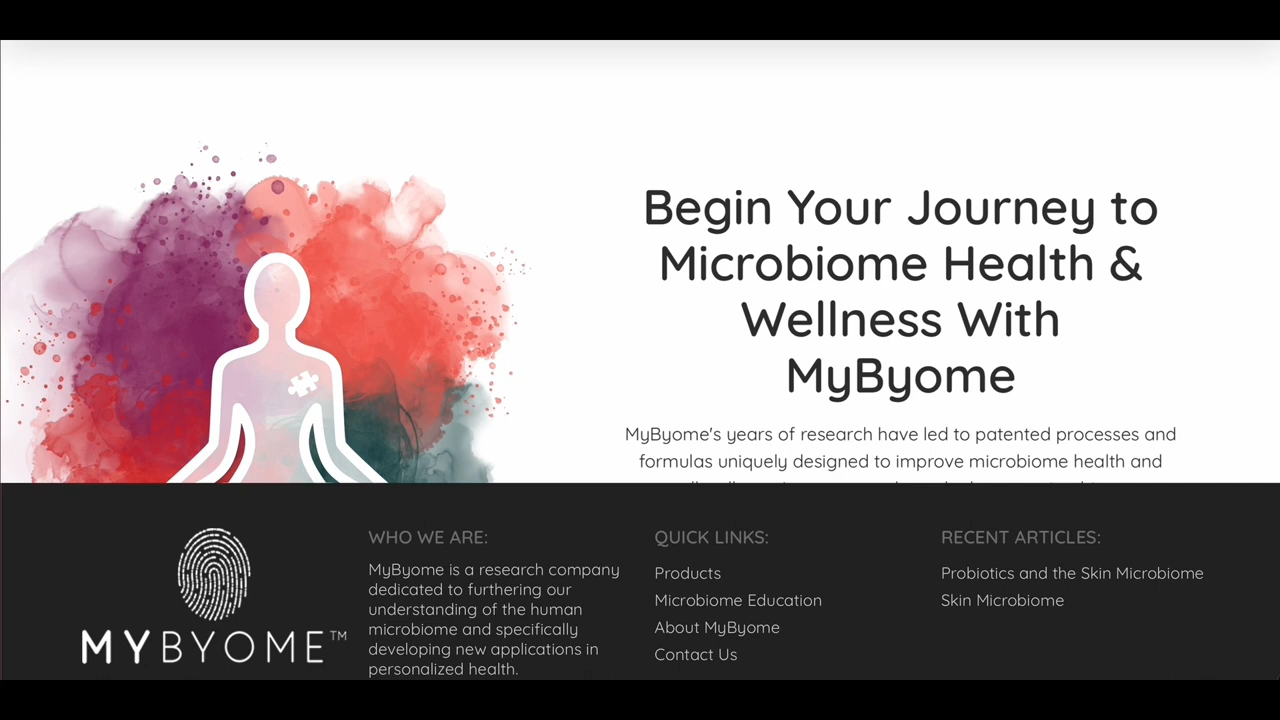 Begin Your Journey to
Microbiome Health &
Wellness With
MyByome
MyByome's years of research have led to patented processes and
formulas uniquely designed to improve microbiome health and
MYBYOME™
WHO WE ARE:
MyByome is a research company
dedicated to furthering our
understanding of the human
microbiome and specifically
developing new applications in
personalized health.
QUICK LINKS:
Products
Microbiome Education
About MyByome
Contact Us
RECENT ARTICLES:
Probiotics and the Skin Microbiome
Skin Microbiome